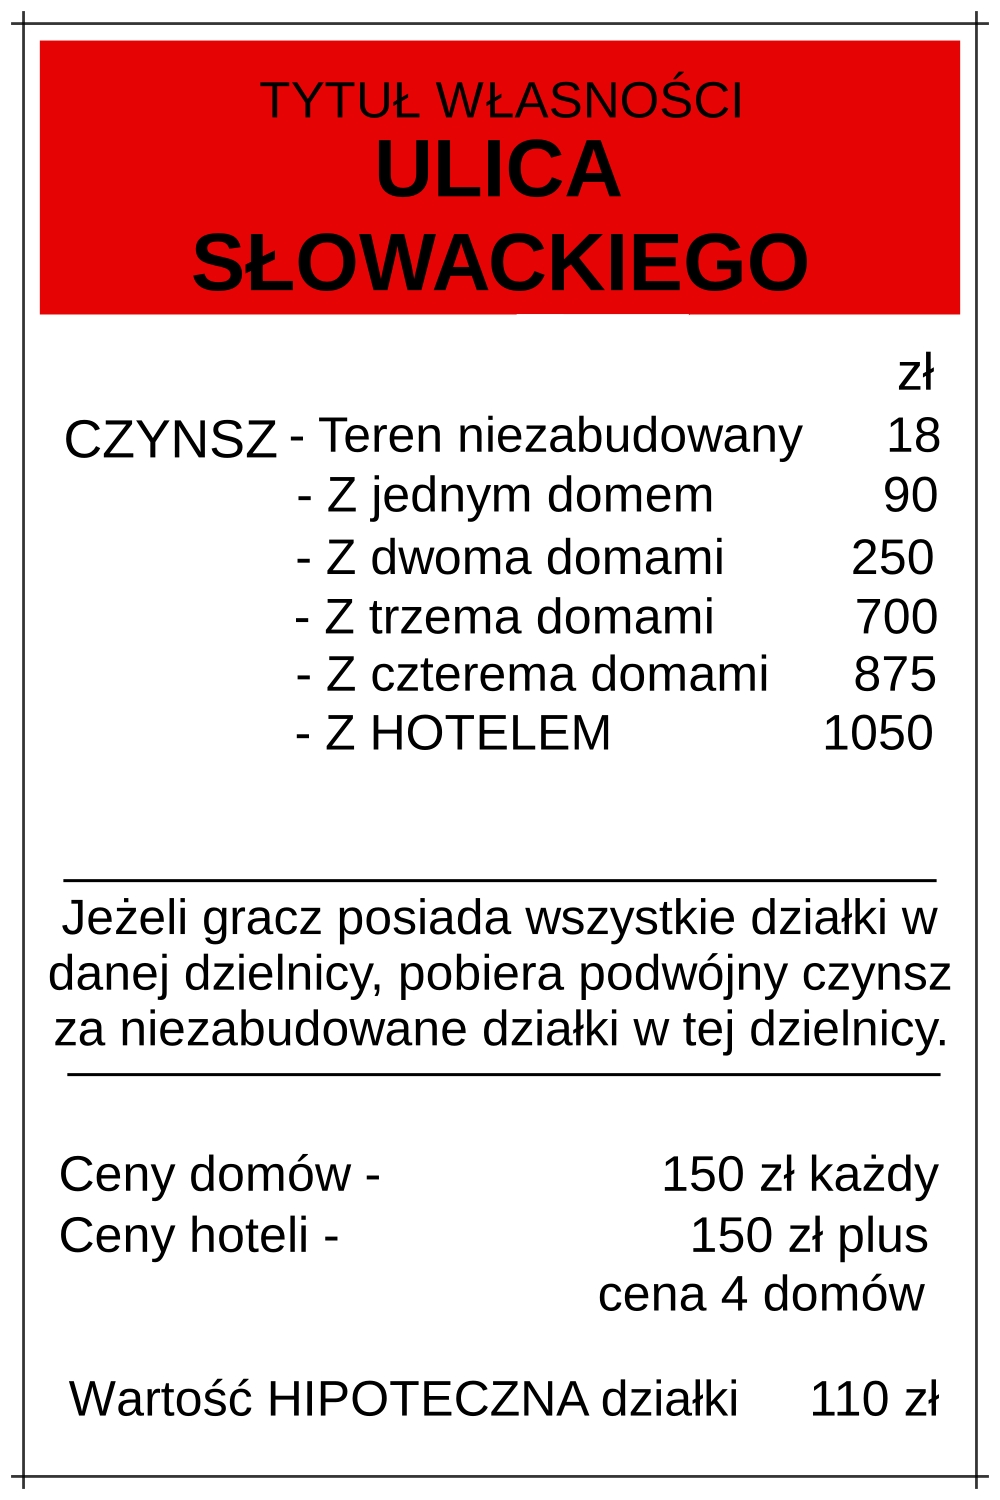 TYTUŁ WŁASNOŚCI
ULICA
SŁOWACKIEGO
zł
CZYNSZ - Teren niezabudowany 18
- Z jednym domem 90
- Z dwoma domami 250
- Z trzema domami 700
- Z czterema domami 875
- Z HOTELEM 1050
Jeżeli gracz posiada wszystkie działki w
danej dzielnicy, pobiera podwójny czynsz
za niezabudowane działki w tej dzielnicy.
Ceny domów - 150 zł każdy
Ceny hoteli - 150 zł plus
cena 4 domów
Wartość HIPOTECZNA działki 110 zł